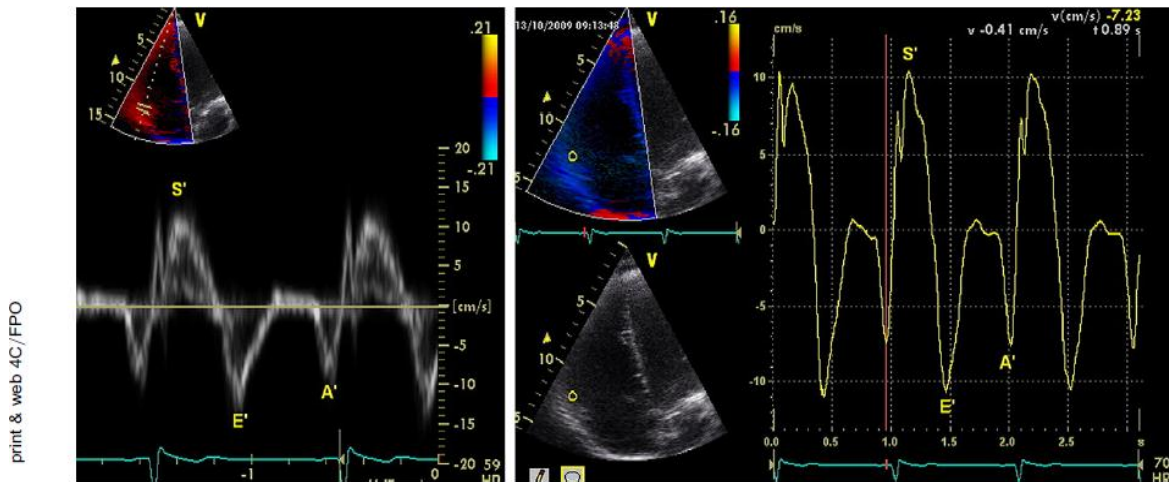 print & web 4C/FPO
V
.21
-.21
5
10
15
S'
E'
A'
20
15
10
5
[cm/s]
-5
-10
-15
-20
-1
0
59
13/10/2009 09:13:48
V
.16
-.16
5
10
5
V
5
10
5
v(cm/s) -7.23
v -0.41 cm/s t 0.89 s
cm/s
10
5
0
-5
-10
S'
A'
E'
0.0
0.5
1.0
1.5
2.0
2.5
s
70